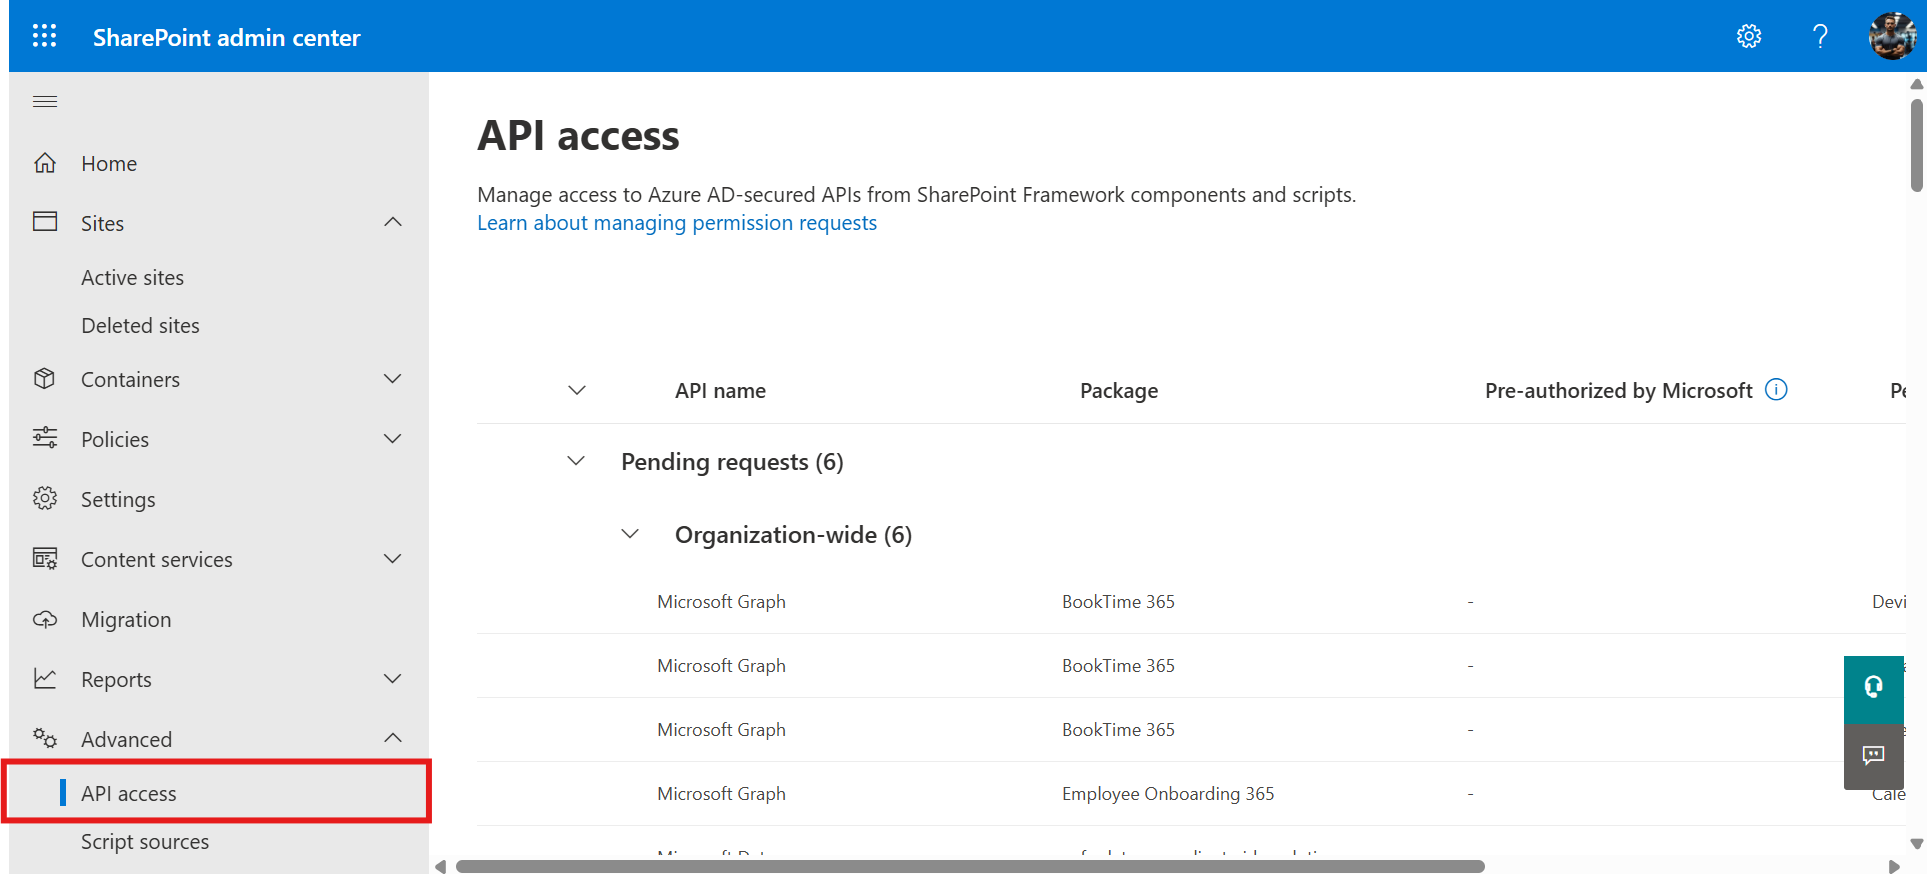 SharePoint admin center
Home
Sites
Active sites
Deleted sites
Containers
Policies
Settings
Content services
Migration
Reports
Advanced
API access
Script sources
API access
Manage access to Azure AD-secured APIs from SharePoint Framework components and scripts.
Learn about managing permission requests
API name Package Pre-authorized by Microsoft
Pending requests (6)
Organization-wide (6)
Microsoft Graph BookTime 365 - Devi
Microsoft Graph BookTime 365 -
Microsoft Graph BookTime 365 -
Microsoft Graph Employee Onboarding 365 - Cale